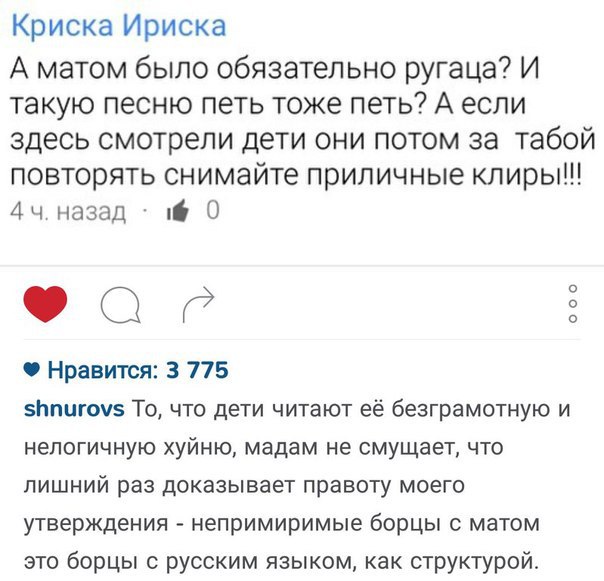 Криска Ириска
А матом было обязательно ругаца? И
такую песню петь тоже петь? А если
здесь смотрели дети они потом за табой
повторять снимайте приличные клиры!!!
4 ч. назад · 0
Нравится: 3 775
shnurovs То, что дети читают её безграмотную и
нелогичную хуйню, мадам не смущает, что
лишний раз доказывает правоту моего
утверждения - непримиримые борцы с матом
это борцы с русским языком, как структурой.